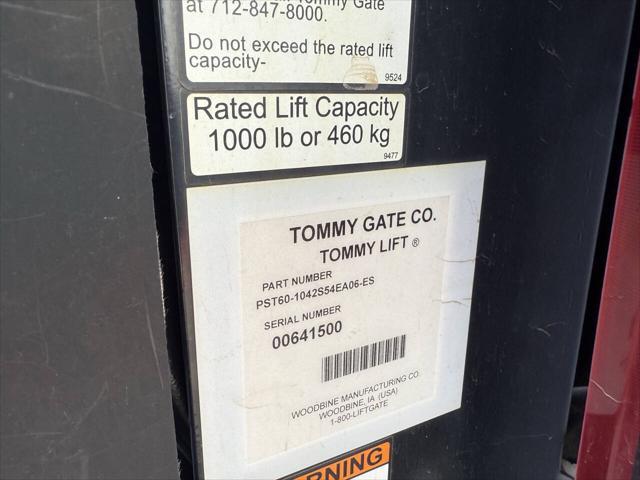 Tommy Gate
at 712-847-8000.
Do not exceed the rated lift
capacity-
9524
Rated Lift Capacity
1000 lb or 460 kg
9477
TOMMY GATE CO.
TOMMY LIFT ®
PART NUMBER
PST60-1042S54EA06-ES
SERIAL NUMBER
00641500
WOODBINE MANUFACTURING CO.
WOODBINE, IA (USA)
1-800-LIFTGATE